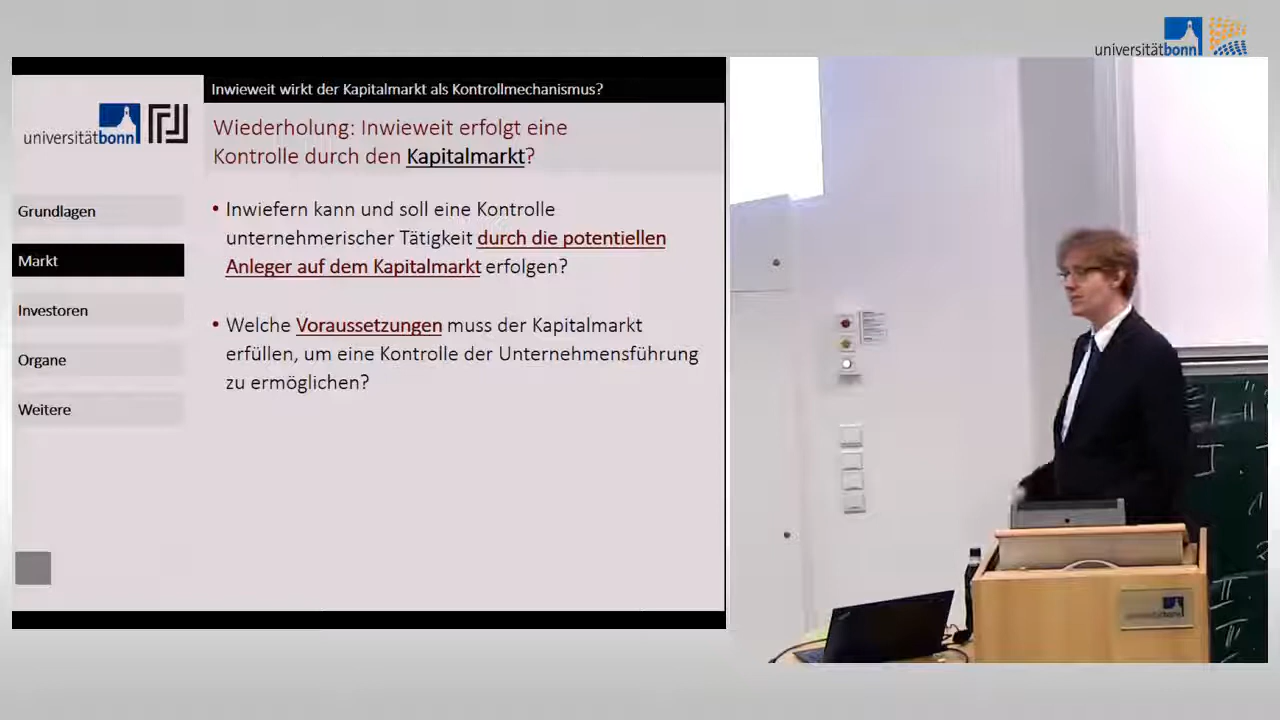 universitätbonn
Inwieweit wirkt der Kapitalmarkt als Kontrollmechanismus?
universitätbonn
Wiederholung: Inwieweit erfolgt eine
Kontrolle durch den Kapitalmarkt?
Grundlagen
Markt
Investoren
Organe
Weitere
• Inwiefern kann und soll eine Kontrolle
unternehmerischer Tätigkeit durch die potentiellen
Anleger auf dem Kapitalmarkt erfolgen?
• Welche Voraussetzungen muss der Kapitalmarkt
erfüllen, um eine Kontrolle der Unternehmensführung
zu ermöglichen?
universitätbonn